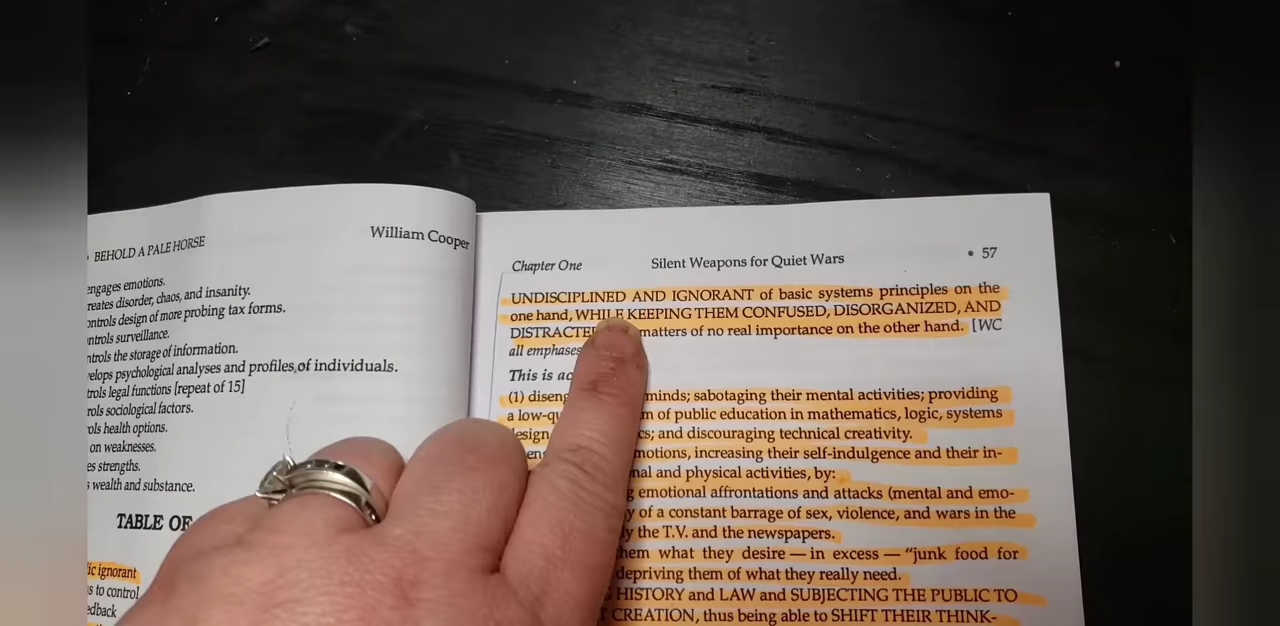 BEHOLD A PALE HORSE
William Cooper
engages emotions.
reates disorder, chaos, and insanity.
ontrols design of more probing tax forms.
ntrols surveillance.
ntrols the storage of information.
velops psychological analyses and profiles of individuals.
trols legal functions [repeat of 15]
rols sociological factors.
ols health options.
on weaknesses.
es strengths.
s wealth and substance.
TABLE OF
ic ignorant
s to control
edback
Chapter One Silent Weapons for Quiet Wars • 57
UNDISCIPLINED AND IGNORANT of basic systems principles on the
one hand, WHILE KEEPING THEM CONFUSED, DISORGANIZED, AND
DISTRACTE matters of no real importance on the other hand. [WC
all emphases
This is ac
(1) diseng minds; sabotaging their mental activities; providing
a low-qu m of public education in mathematics, logic, systems
design cs; and discouraging technical creativity.
eng motions, increasing their self-indulgence and their in-
nal and physical activities, by:
g emotional affrontations and attacks (mental and emo-
y of a constant barrage of sex, violence, and wars in the
ly the T.V. and the newspapers.
hem what they desire — in excess — "junk food for
depriving them of what they really need.
G HISTORY and LAW and SUBJECTING THE PUBLIC TO
T CREATION, thus being able to SHIFT THEIR THINK-